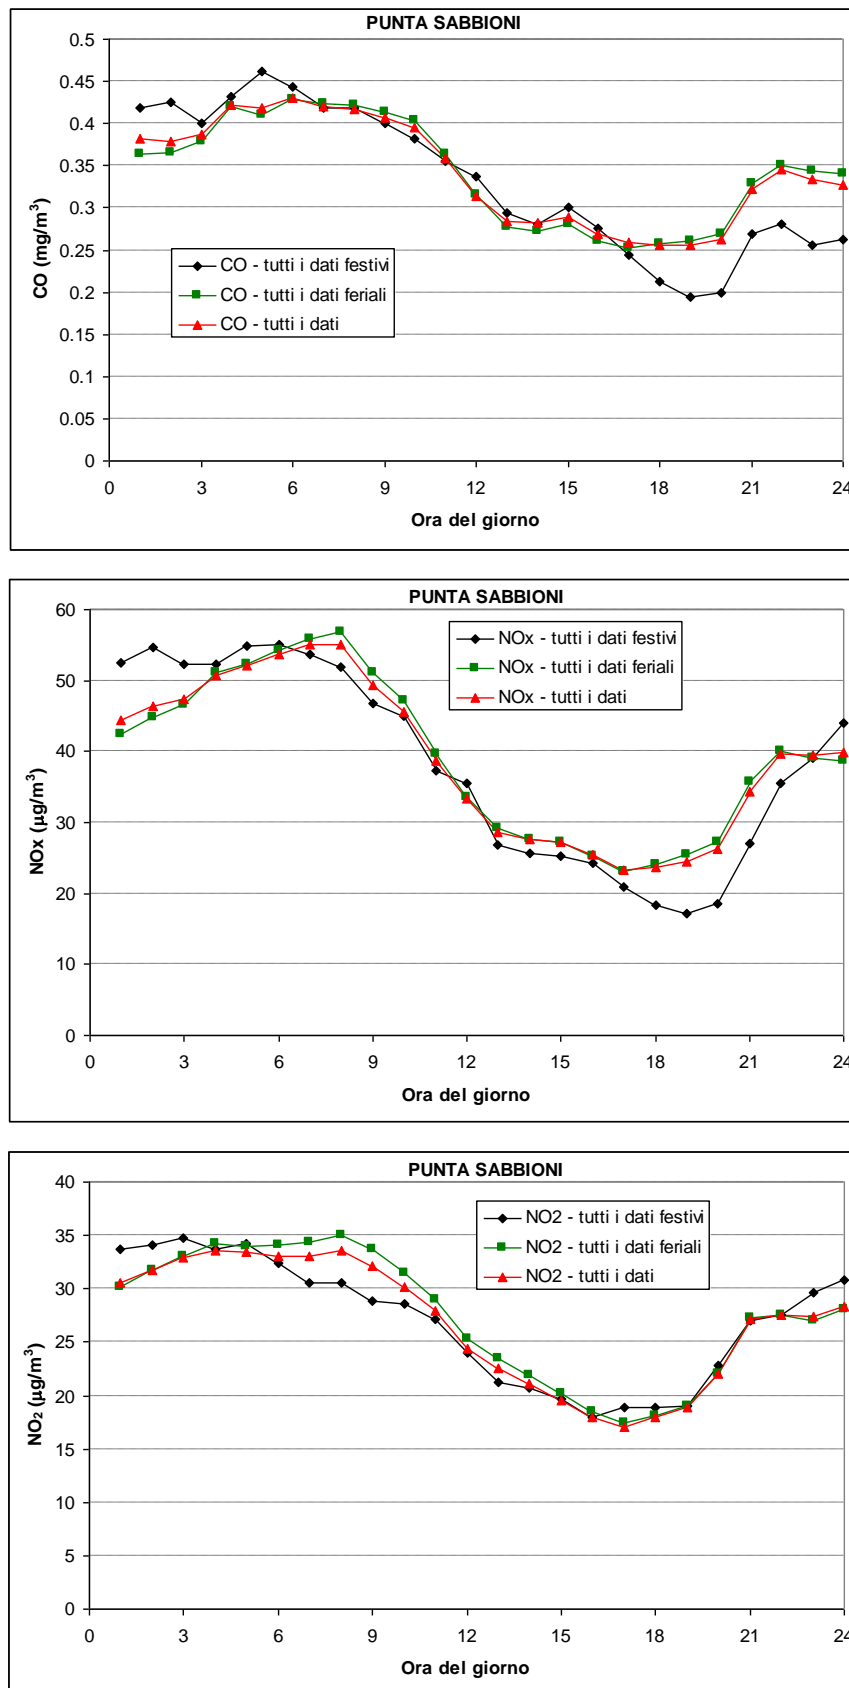 PUNTA SABBIONI
0.5
0.45
0.4
0.35
0.3
0.25
0.2
0.15
0.1
0.05
0
CO (mg/m³)
CO - tutti i dati festivi
CO - tutti i dati feriali
CO - tutti i dati
0 3 6 9 12 15 18 21 24
Ora del giorno
PUNTA SABBIONI
60
50
40
30
20
10
0
NOx (µg/m³)
NOx - tutti i dati festivi
NOx - tutti i dati feriali
NOx - tutti i dati
0 3 6 9 12 15 18 21 24
Ora del giorno
PUNTA SABBIONI
40
35
30
25
20
15
10
5
0
NO₂ (µg/m³)
NO2 - tutti i dati festivi
NO2 - tutti i dati feriali
NO2 - tutti i dati
0 3 6 9 12 15 18 21 24
Ora del giorno